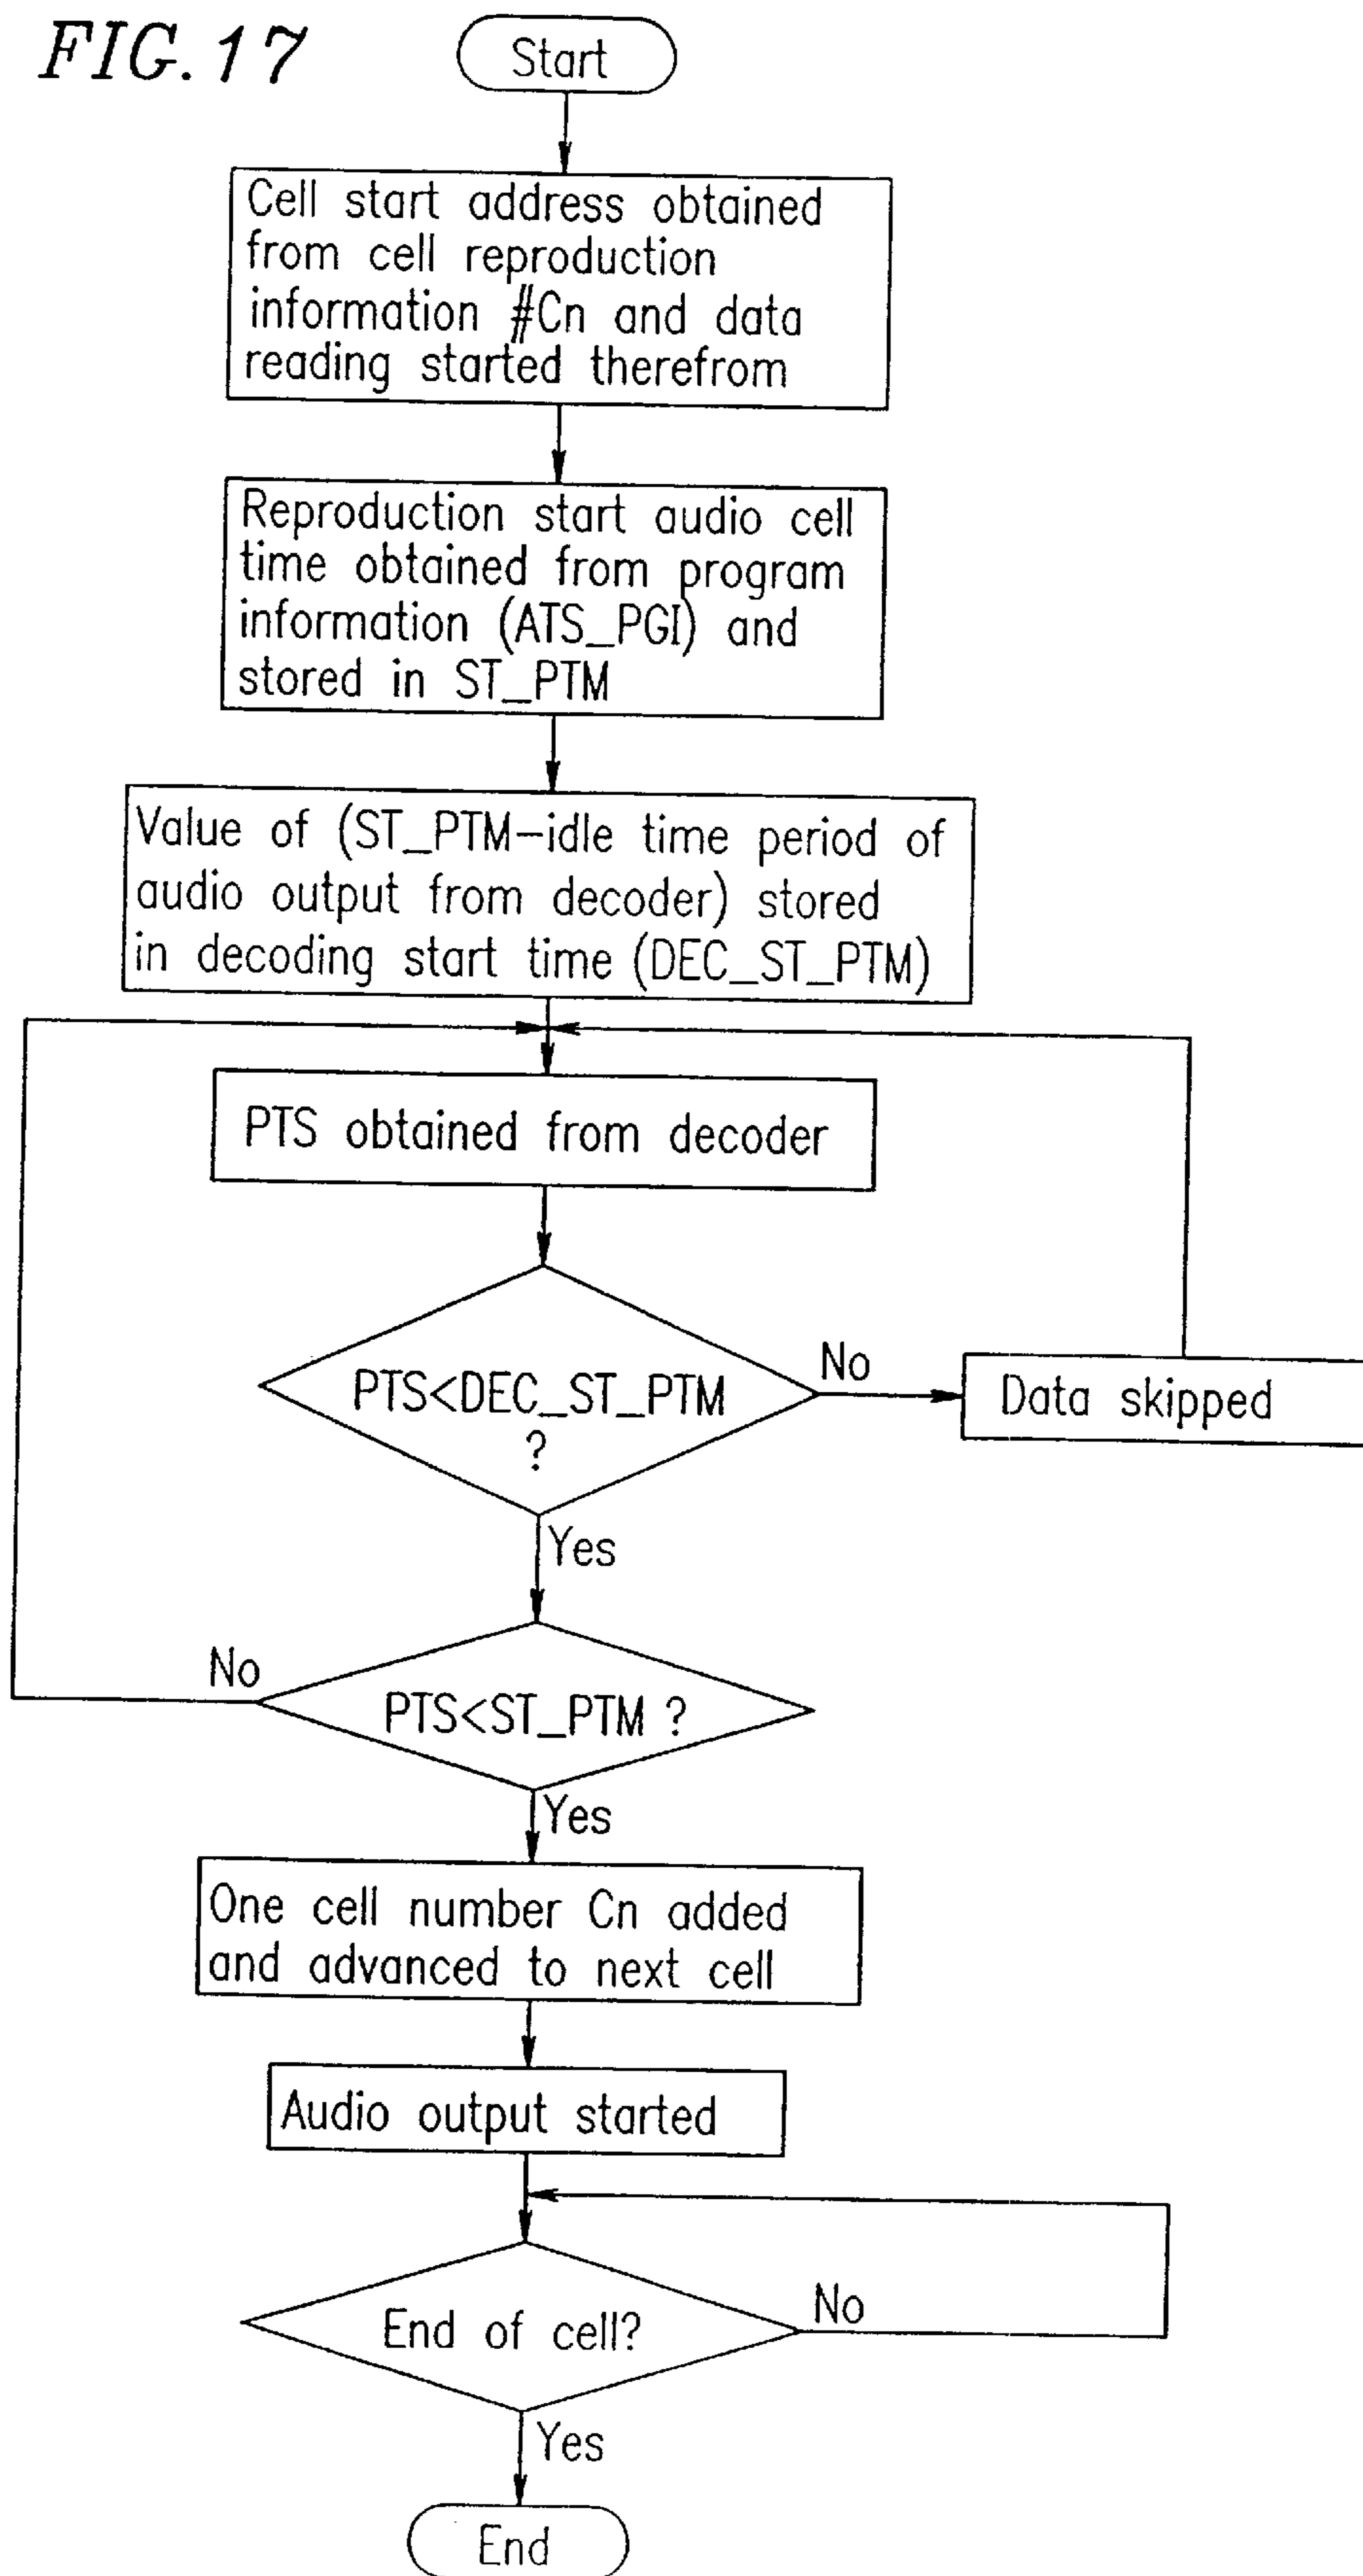 FIG. 17
Start
Cell start address obtained
from cell reproduction
information #Cn and data
reading started therefrom
Reproduction start audio cell
time obtained from program
information (ATS_PGI) and
stored in ST_PTM
Value of (ST_PTM-idle time period of
audio output from decoder) stored
in decoding start time (DEC_ST_PTM)
PTS obtained from decoder
PTS<DEC_ST_PTM
?
No
Data skipped
Yes
No
PTS<ST_PTM ?
Yes
One cell number Cn added
and advanced to next cell
Audio output started
End of cell?
No
Yes
End